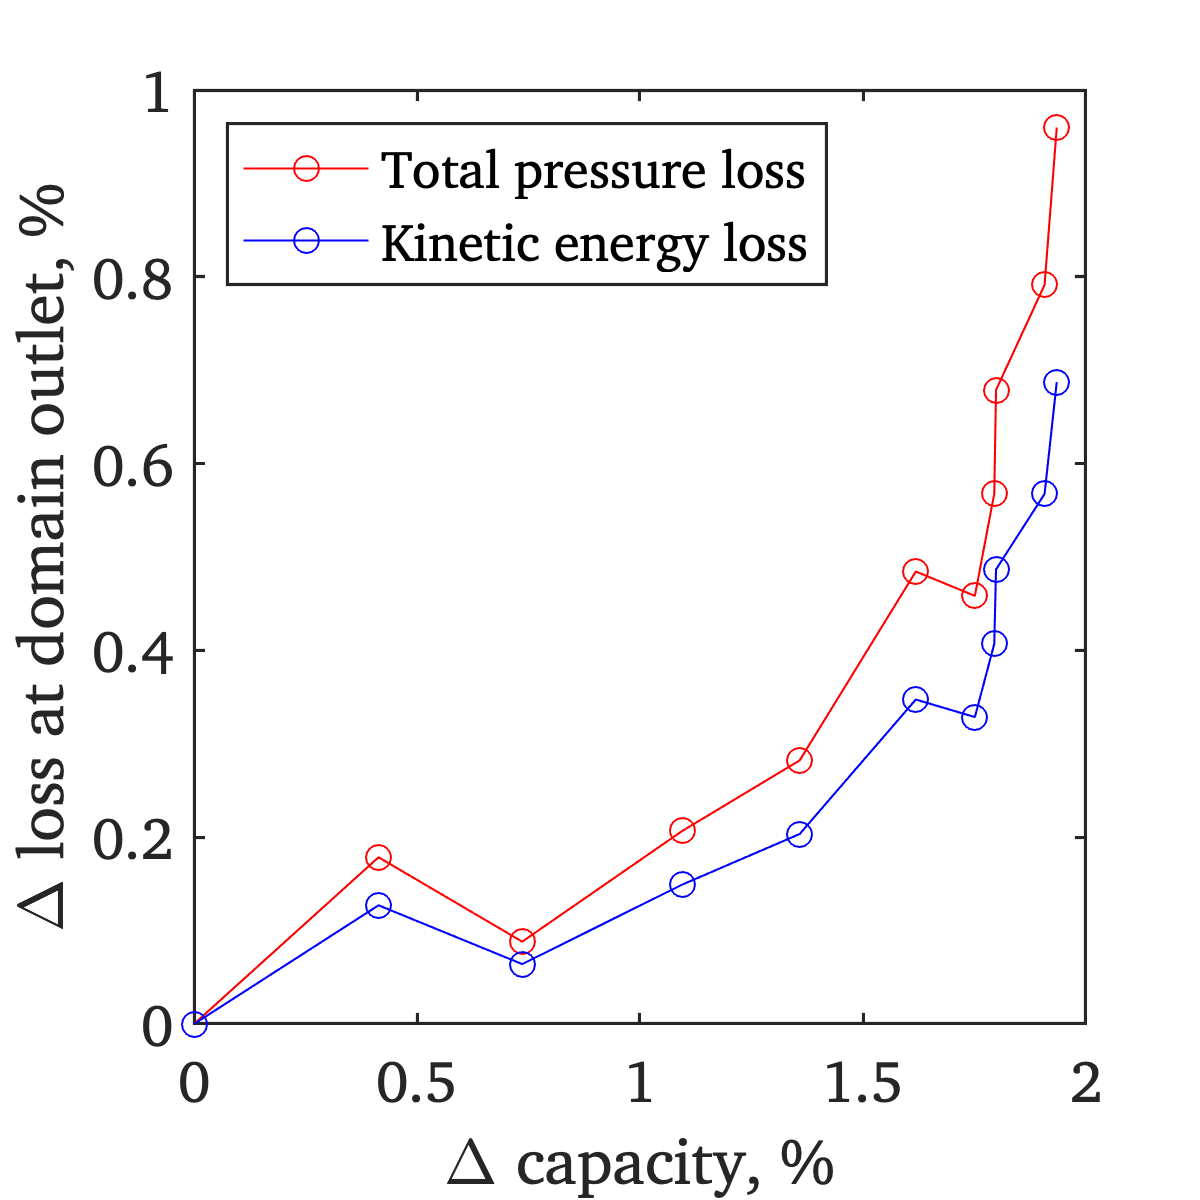 1
0.8
0.6
0.4
0.2
0
Δ loss at domain outlet, %
Total pressure loss
Kinetic energy loss
0 0.5 1 1.5 2
Δ capacity, %